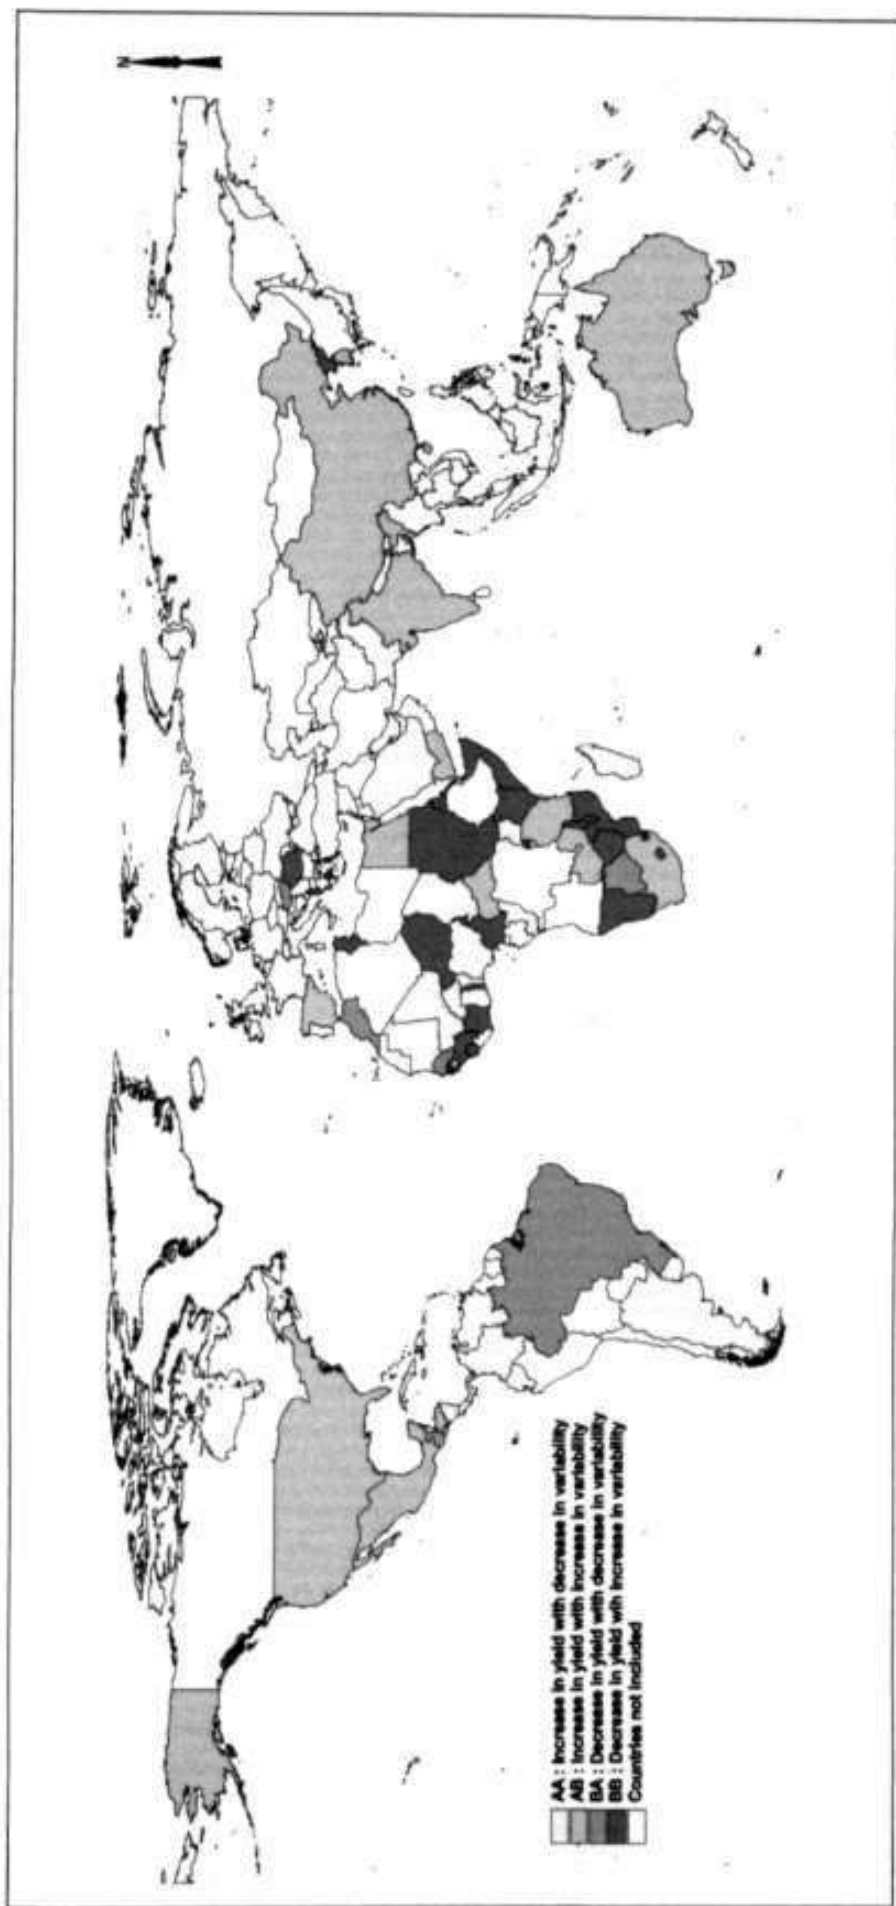 N
AA : Increase in yield with decrease in variability
AB : Increase in yield with increase in variability
BA : Decrease in yield with decrease in variability
BB : Decrease in yield wih increase in variability
Countries not included